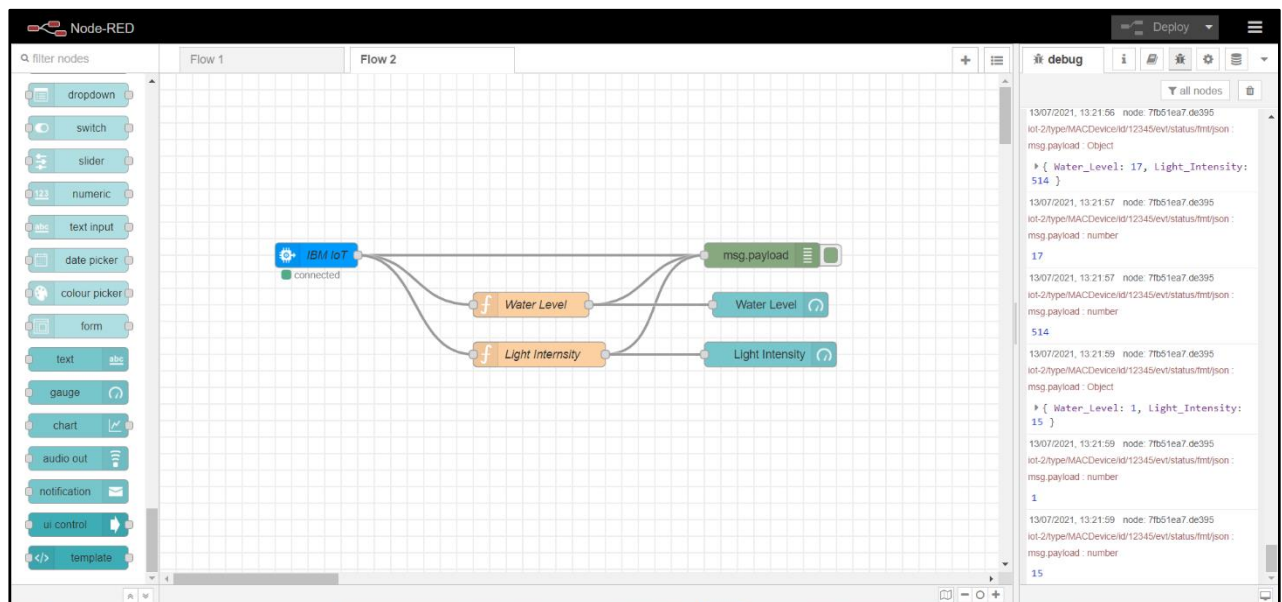 Node-RED
Deploy
filter nodes
Flow 1
Flow 2
debug
i
all nodes
dropdown
switch
slider
123 numeric
abc text input
date picker
colour picker
form
text abc
gauge
chart
audio out
notification
ui control
</> template
IBM IoT
connected
f Water Level
f Light Internsity
msg.payload
Water Level
Light Intensity
13/07/2021, 13:21:56 node: 7fb51ea7.de395
iot-2/type/MACDevice/id/12345/evt/status/fmt/json :
msg.payload : Object
{ Water_Level: 17, Light_Intensity:
514 }
13/07/2021, 13:21:57 node: 7fb51ea7.de395
iot-2/type/MACDevice/id/12345/evt/status/fmt/json :
msg.payload : number
17
13/07/2021, 13:21:57 node: 7fb51ea7.de395
iot-2/type/MACDevice/id/12345/evt/status/fmt/json :
msg.payload : number
514
13/07/2021, 13:21:59 node: 7fb51ea7.de395
iot-2/type/MACDevice/id/12345/evt/status/fmt/json :
msg.payload : Object
{ Water_Level: 1, Light_Intensity:
15 }
13/07/2021, 13:21:59 node: 7fb51ea7.de395
iot-2/type/MACDevice/id/12345/evt/status/fmt/json :
msg.payload : number
1
13/07/2021, 13:21:59 node: 7fb51ea7.de395
iot-2/type/MACDevice/id/12345/evt/status/fmt/json :
msg.payload : number
15